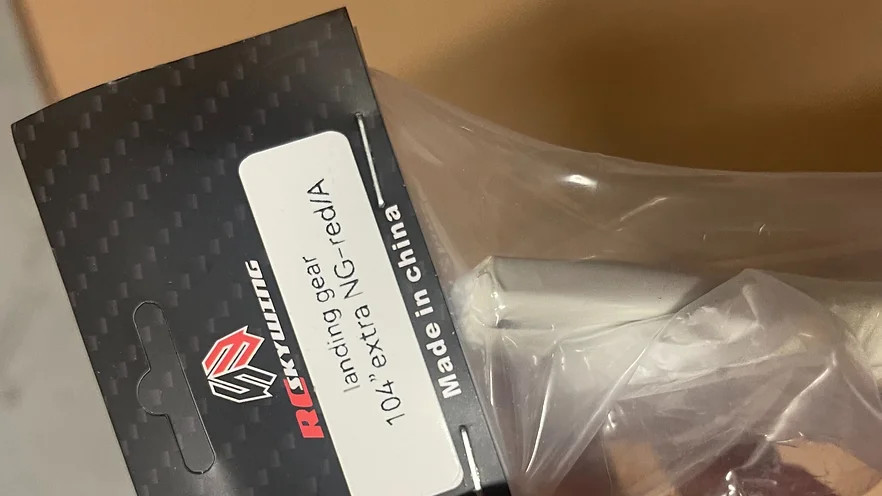 RCSKYWING
landing gear
104"extra NG-red/A
Made in china